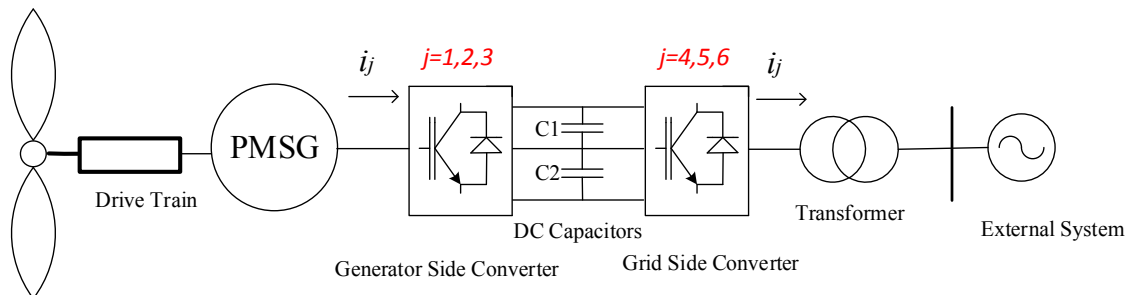 i_j
j=1,2,3
j=4,5,6
i_j
PMSG
C1
C2
Drive Train
Transformer
External System
DC Capacitors
Generator Side Converter
Grid Side Converter